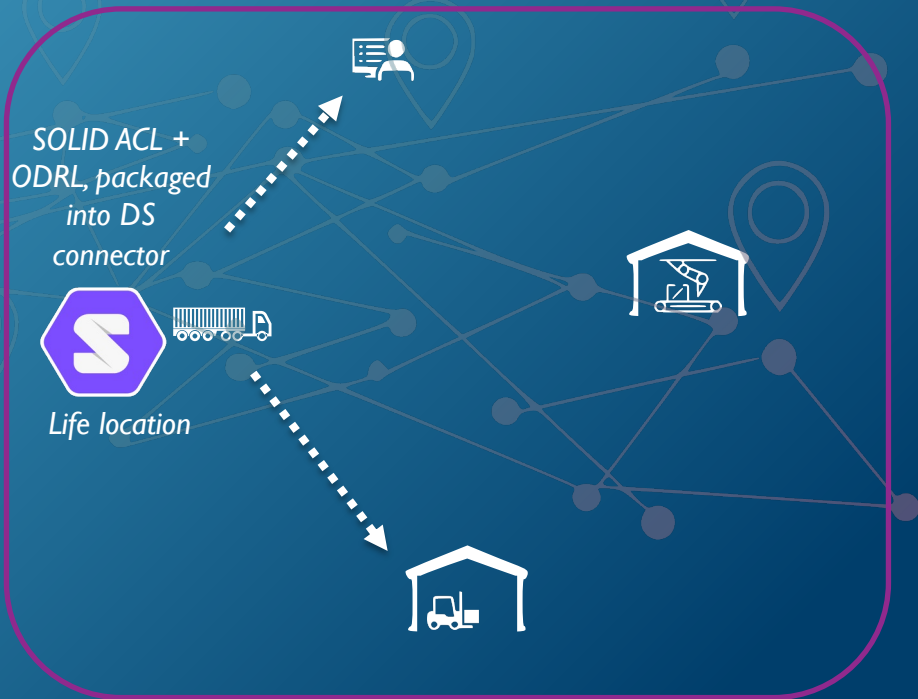 SOLID ACL +
ODRL, packaged
into DS
connector
Life location